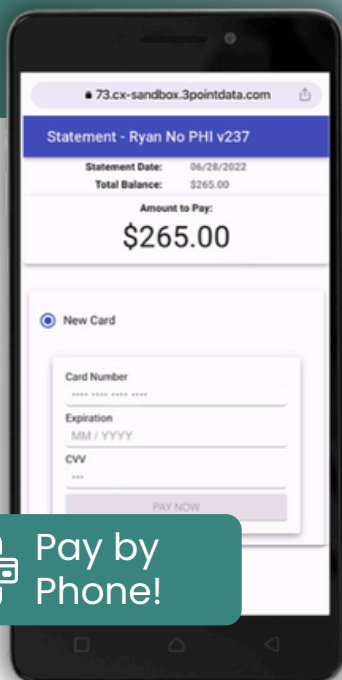 73.cx-sandbox.3pointdata.com
Statement - Ryan No PHI v237
Statement Date: 06/28/2022
Total Balance: $265.00
Amount to Pay:
$265.00
New Card
Card Number
---- ---- ---- ----
Expiration
MM / YYYY
CVV
---
PAY NOW
Pay by
Phone!